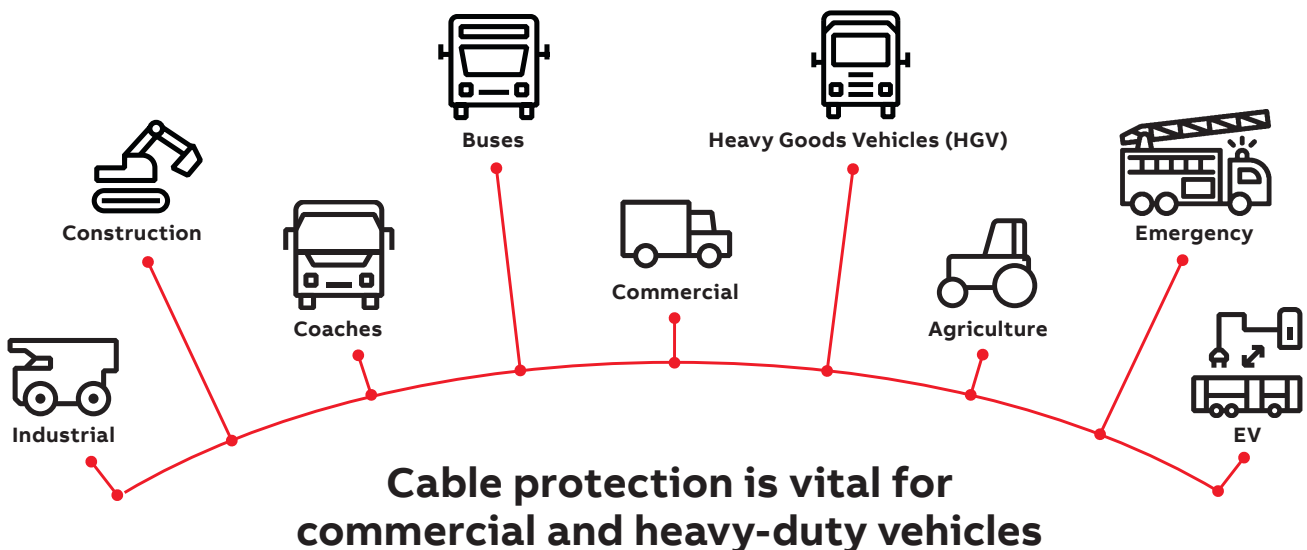 Buses
Heavy Goods Vehicles (HGV)
Construction
Emergency
Commercial
Coaches
Agriculture
Industrial
EV
Cable protection is vital for
commercial and heavy-duty vehicles